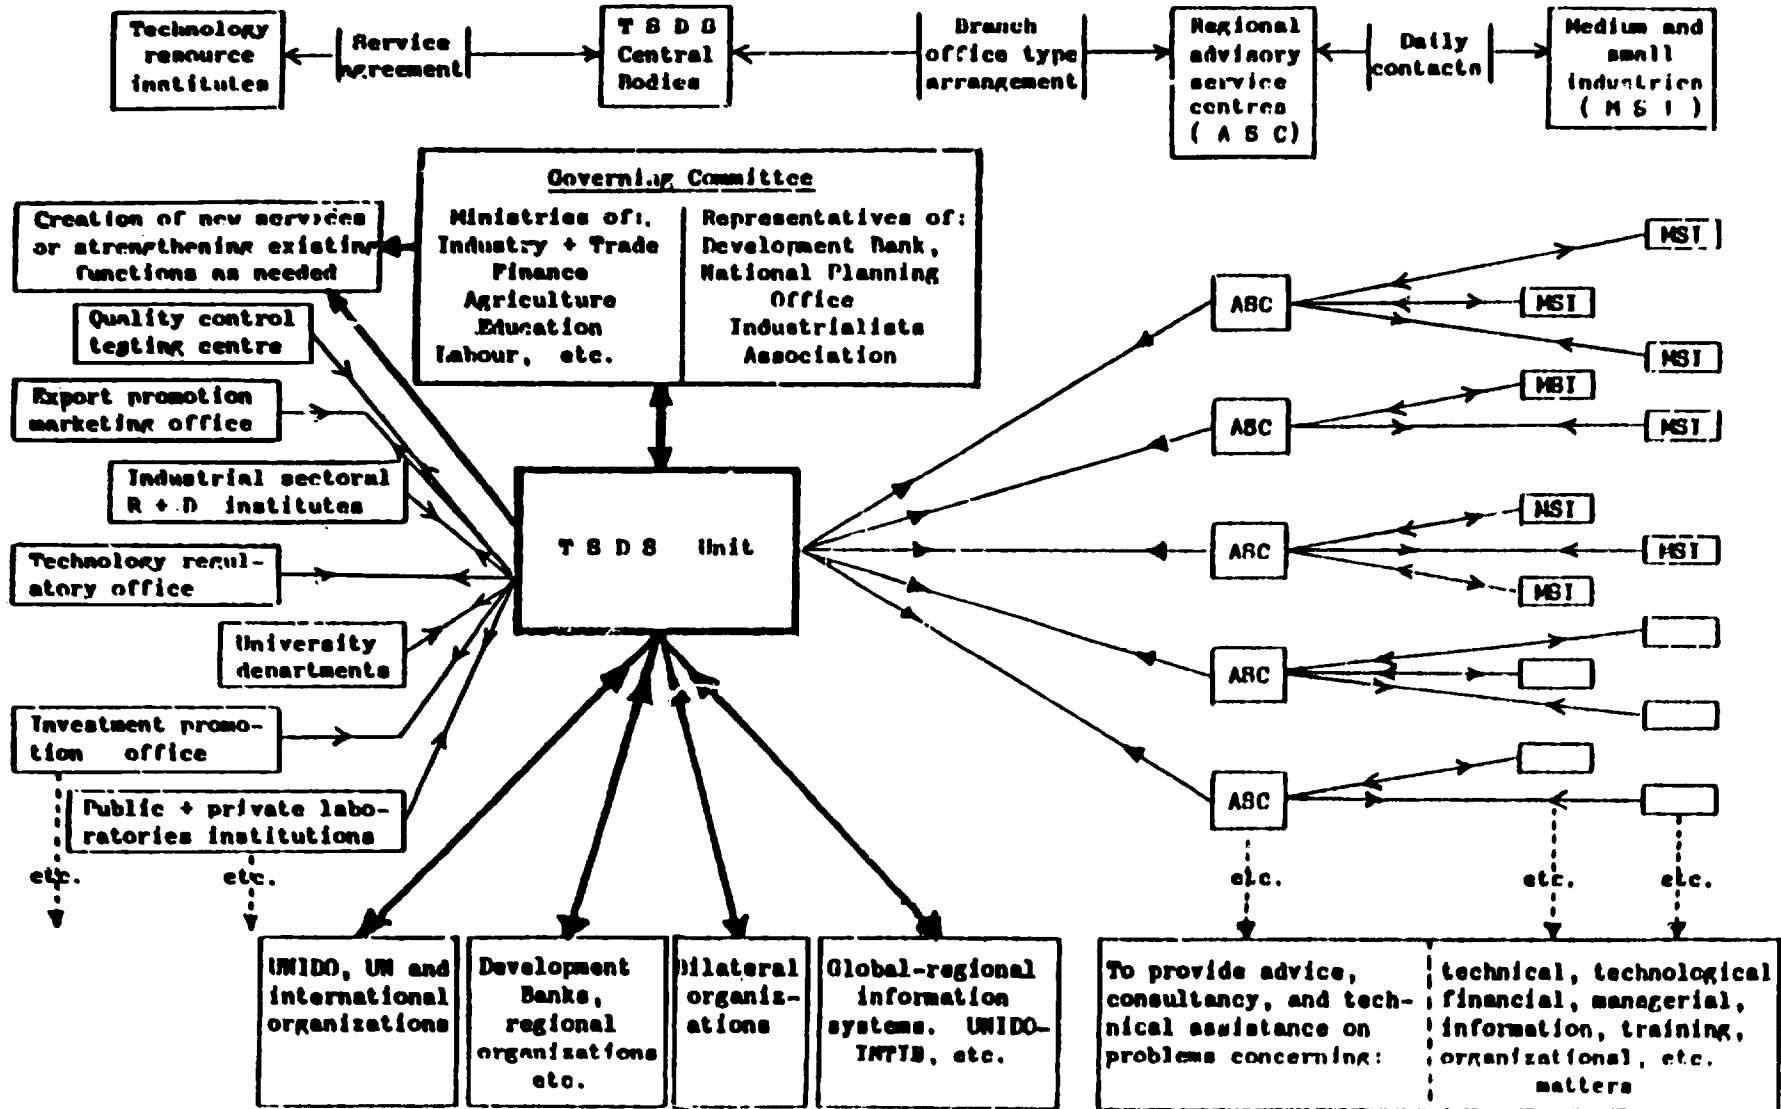 Technology
resource
institutes
Service
agreement
T S D S
Central
Bodies
Branch
office type
arrangement
Regional
advisory
service
centres
( A S C)
Daily
contacts
Medium and
small
industries
( M S I )
Governing Committee
Ministries of:
Industry + Trade
Finance
Agriculture
Education
Labour, etc.
Representatives of:
Development Bank,
National Planning
Office
Industrialists
Association
Creation of new services
or strengthening existing
functions as needed
Quality control
testing centre
Export promotion
marketing office
Industrial sectoral
R + D institutes
Technology regul-
atory office
University
departments
Investment promo-
tion office
Public + private labo-
ratories institutions
etc.
etc.
T S D S Unit
ASC
MSI
MSI
MSI
ASC
MSI
MSI
ASC
MSI
MSI
MSI
ASC
ASC
etc.
etc.
etc.
UNIDO, UN and
international
organizations
Development
Banks,
regional
organizations
etc.
Bilateral
organiz-
ations
Global-regional
information
systems. UNIDO-
INTIB, etc.
To provide advice,
consultancy, and tech-
nical assistance on
problems concerning:
technical, technological
financial, managerial,
information, training,
organizational, etc.
matters